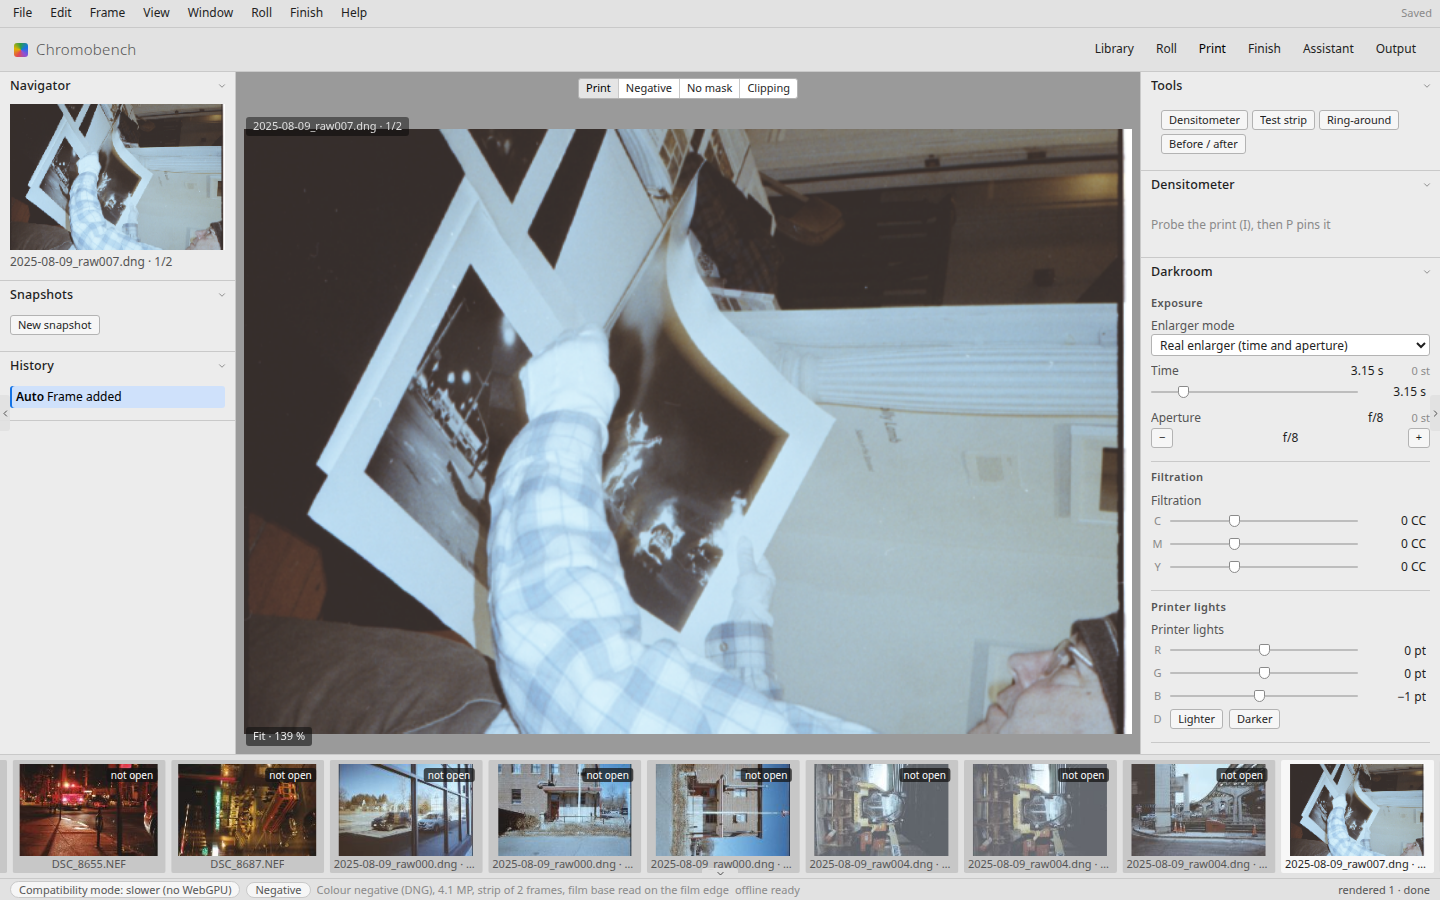 File Edit Frame View Window Roll Finish Help
Saved
Chromobench
Library Roll Print Finish Assistant Output
Navigator
2025-08-09_raw007.dng · 1/2
Snapshots
New snapshot
History
Auto Frame added
Print Negative No mask Clipping
2025-08-09_raw007.dng · 1/2
Fit · 139 %
Tools
Densitometer Test strip Ring-around
Before / after
Densitometer
Probe the print (I), then P pins it
Darkroom
Exposure
Enlarger mode
Real enlarger (time and aperture)
Time 3.15 s 0 st
3.15 s
Aperture f/8 0 st
− f/8 +
Filtration
Filtration
C 0 CC
M 0 CC
Y 0 CC
Printer lights
Printer lights
R 0 pt
G 0 pt
B −1 pt
D Lighter Darker
not open not open not open not open not open not open not open not open
DSC_8655.NEF DSC_8687.NEF 2025-08-09_raw000.dng · ... 2025-08-09_raw000.dng · ... 2025-08-09_raw000.dng · ... 2025-08-09_raw004.dng · ... 2025-08-09_raw004.dng · ... 2025-08-09_raw004.dng · ... 2025-08-09_raw007.dng · ...
Compatibility mode: slower (no WebGPU) Negative Colour negative (DNG), 4.1 MP, strip of 2 frames, film base read on the film edge offline ready
rendered 1 · done